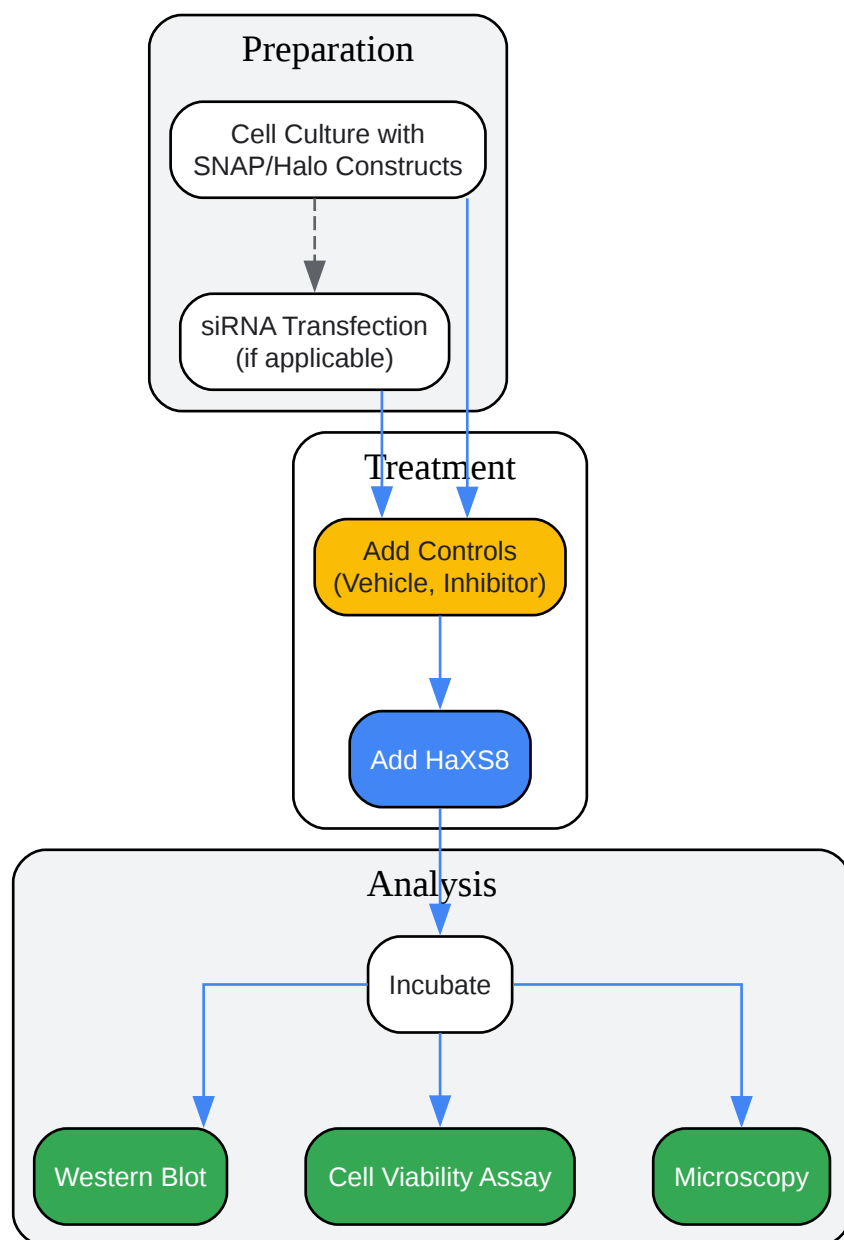 Preparation
Cell Culture with
SNAP/Halo Constructs
siRNA Transfection
(if applicable)
Treatment
Add Controls
(Vehicle, Inhibitor)
Add HaXS8
Analysis
Incubate
Western Blot
Cell Viability Assay
Microscopy